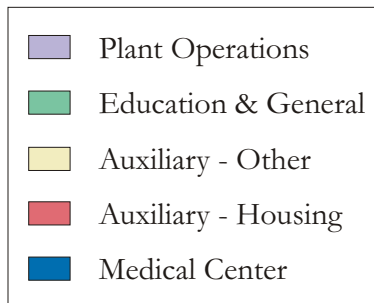 Plant Operations
Education & General
Auxiliary - Other
Auxiliary - Housing
Medical Center